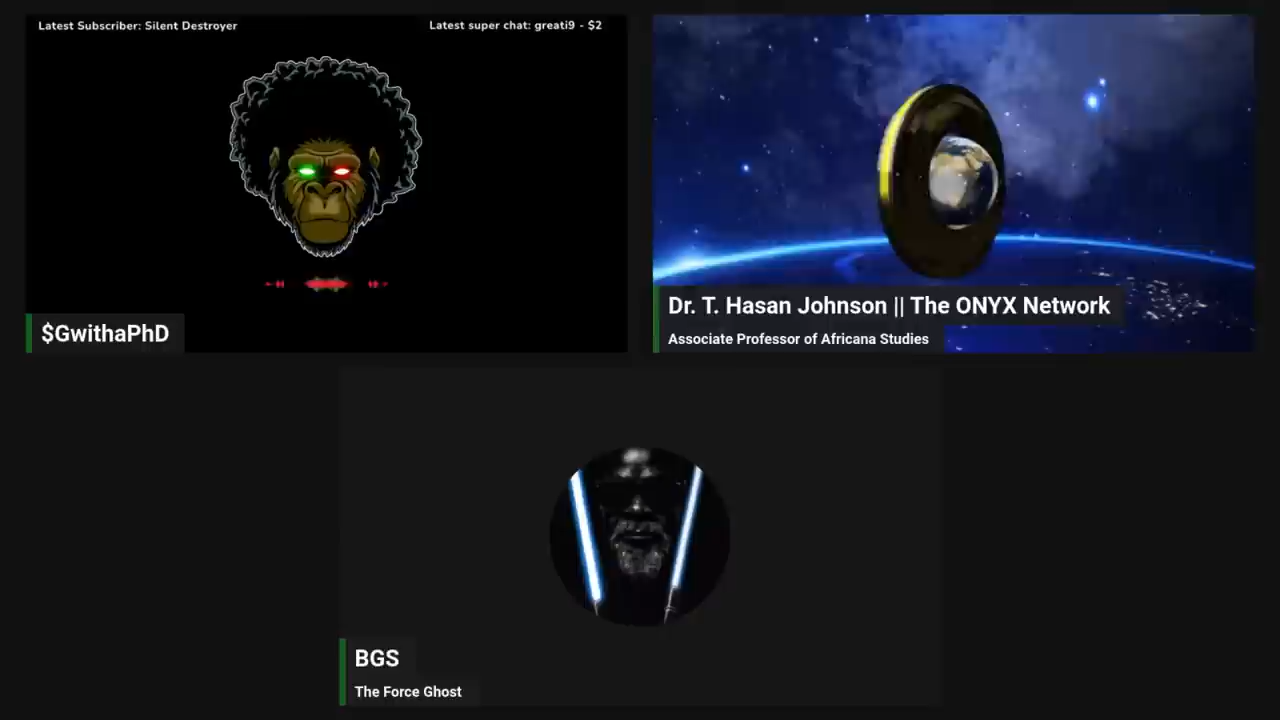 Latest Subscriber: Silent Destroyer
Latest super chat: greati9 - $2
$GwithaPhD
Dr. T. Hasan Johnson || The ONYX Network
Associate Professor of Africana Studies
BGS
The Force Ghost